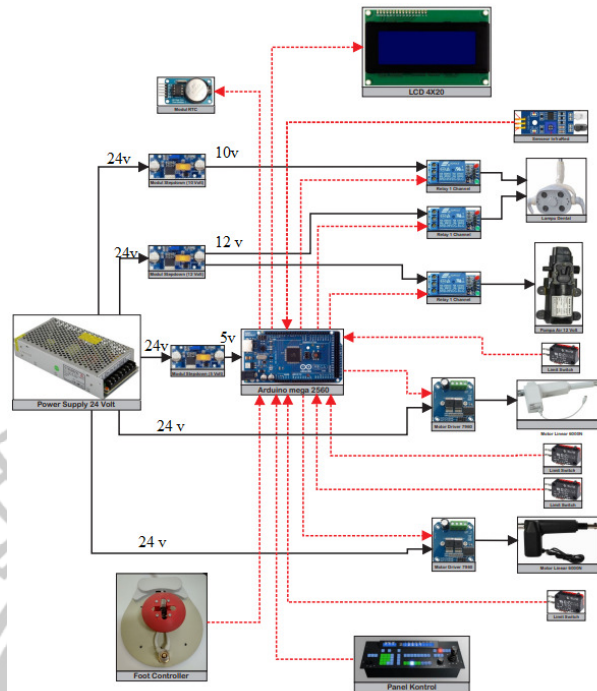 LCD 4X20
Modul RTC
Sensor InfraRed
24v
10v
Modul Stepdown (10 Volt)
Relay 1 Channel
Lampu Dental
24v
12 v
Modul Stepdown (12 Volt)
Relay 1 Channel
Relay 1 Channel
Pompa Air 12 Volt
24v
5v
Modul Stepdown (5 Volt)
Arduino mega 2560
Power Supply 24 Volt
Limit Switch
24 v
Motor Driver 7960
Motor Linear 8000N
Limit Switch
Limit Switch
24 v
Motor Driver 7960
Motor Linear 6000N
Limit Switch
Foot Controller
Panel Kontrol